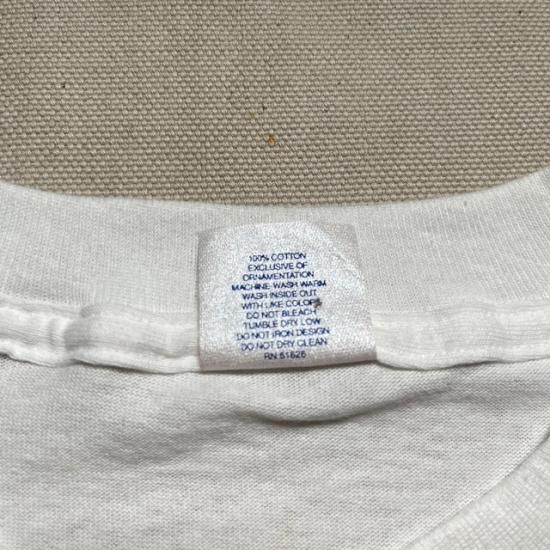 100% COTTON
EXCLUSIVE OF
ORNAMENTATION
MACHINE WASH WARM
WASH INSIDE OUT
WITH LIKE COLORS
DO NOT BLEACH
TUMBLE DRY LOW
DO NOT IRON DESIGN
DO NOT DRY CLEAN
RN 61626